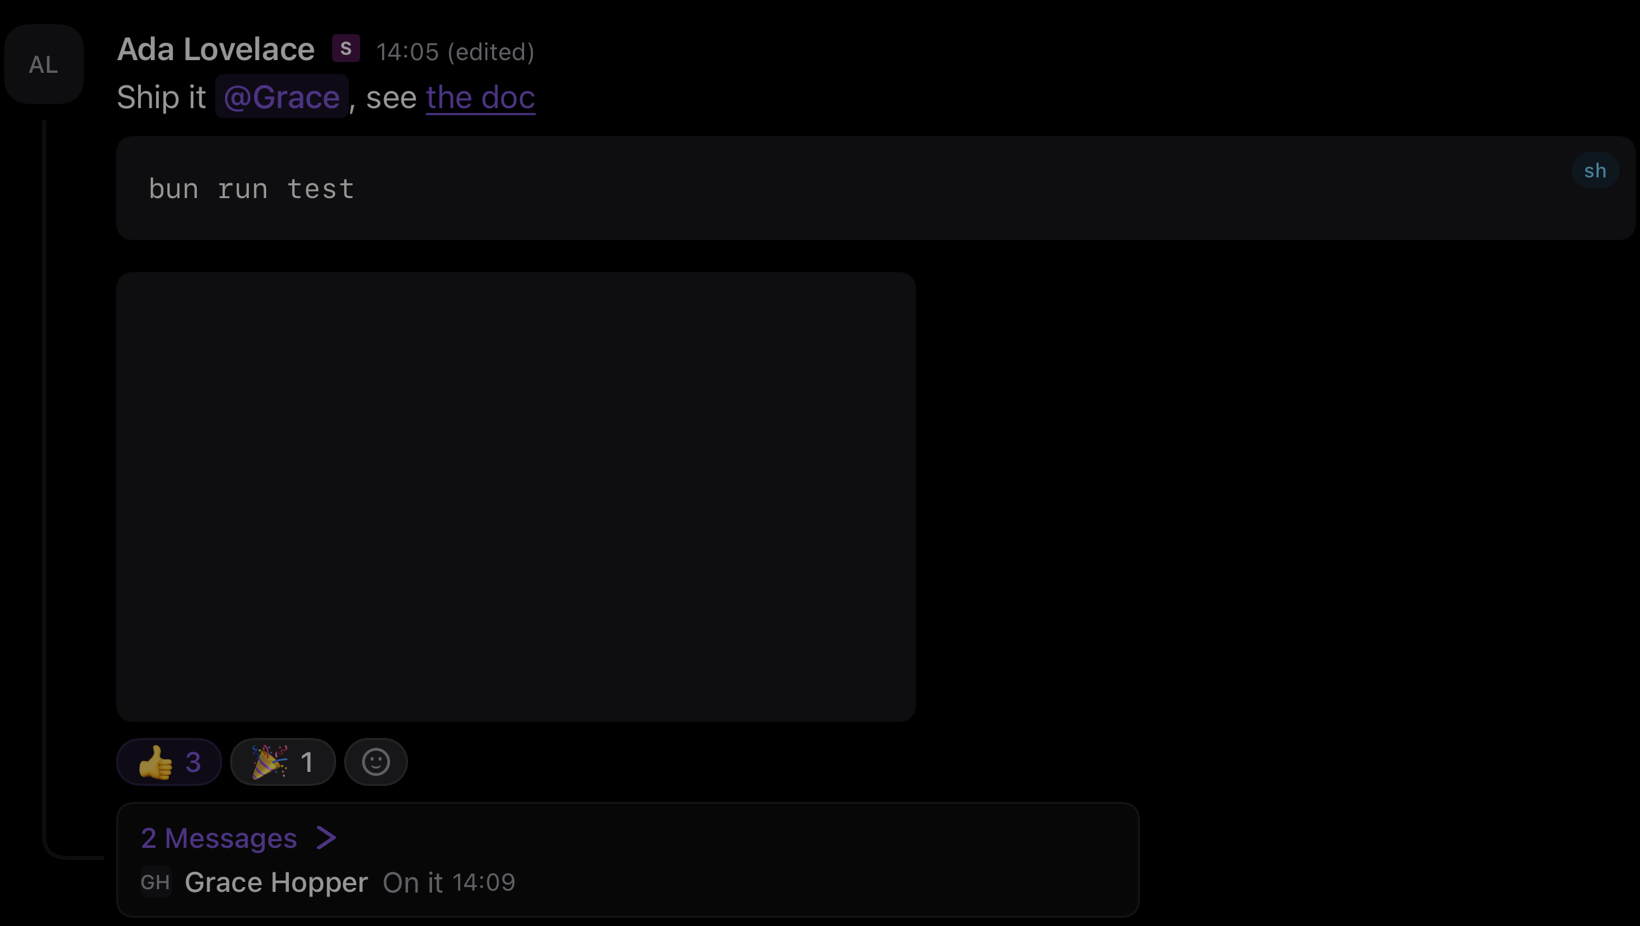 AL
Ada Lovelace S 14:05 (edited)
Ship it @Grace, see the doc
sh
bun run test
👍 3 🎉 1
2 Messages >
GH Grace Hopper On it 14:09